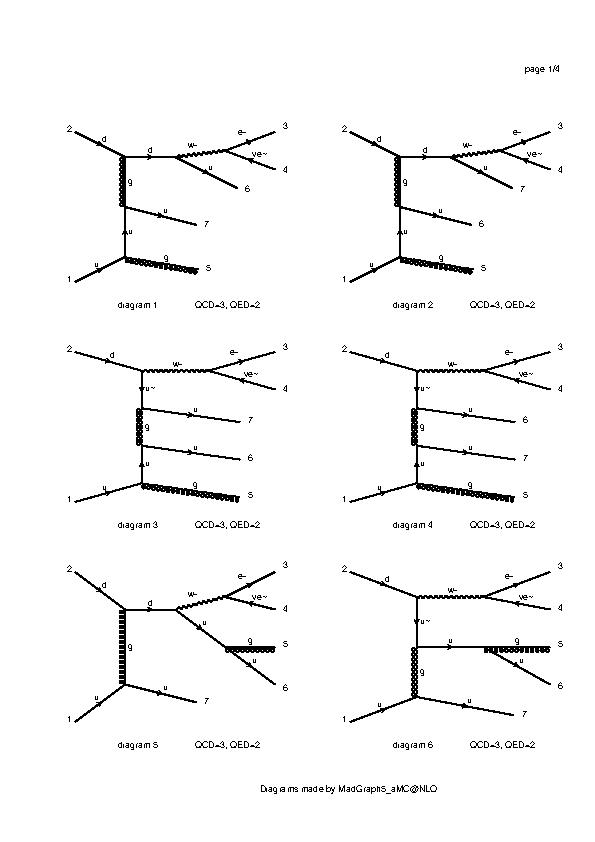 page 1/4
2 d d w- e- 3
ve~ 4
g 6
u 7
u
u g 5
1
diagram 1 QCD=3, QED=2
2 d d w- e- 3
ve~ 4
g 7
u 6
u
u g 5
1
diagram 2 QCD=3, QED=2
2 d w- e- 3
ve~ 4
u~
u 7
g
u 6
u
u g 5
1
diagram 3 QCD=3, QED=2
2 d w- e- 3
ve~ 4
u~
u 6
g
u 7
u
u g 5
1
diagram 4 QCD=3, QED=2
2 d d w- e- 3
ve~ 4
u g 5
g u 6
u u 7
1
diagram 5 QCD=3, QED=2
2 d w- e- 3
ve~ 4
u~
u g 5
g u 6
u u 7
1
diagram 6 QCD=3, QED=2
Diagrams made by MadGraph5_aMC@NLO